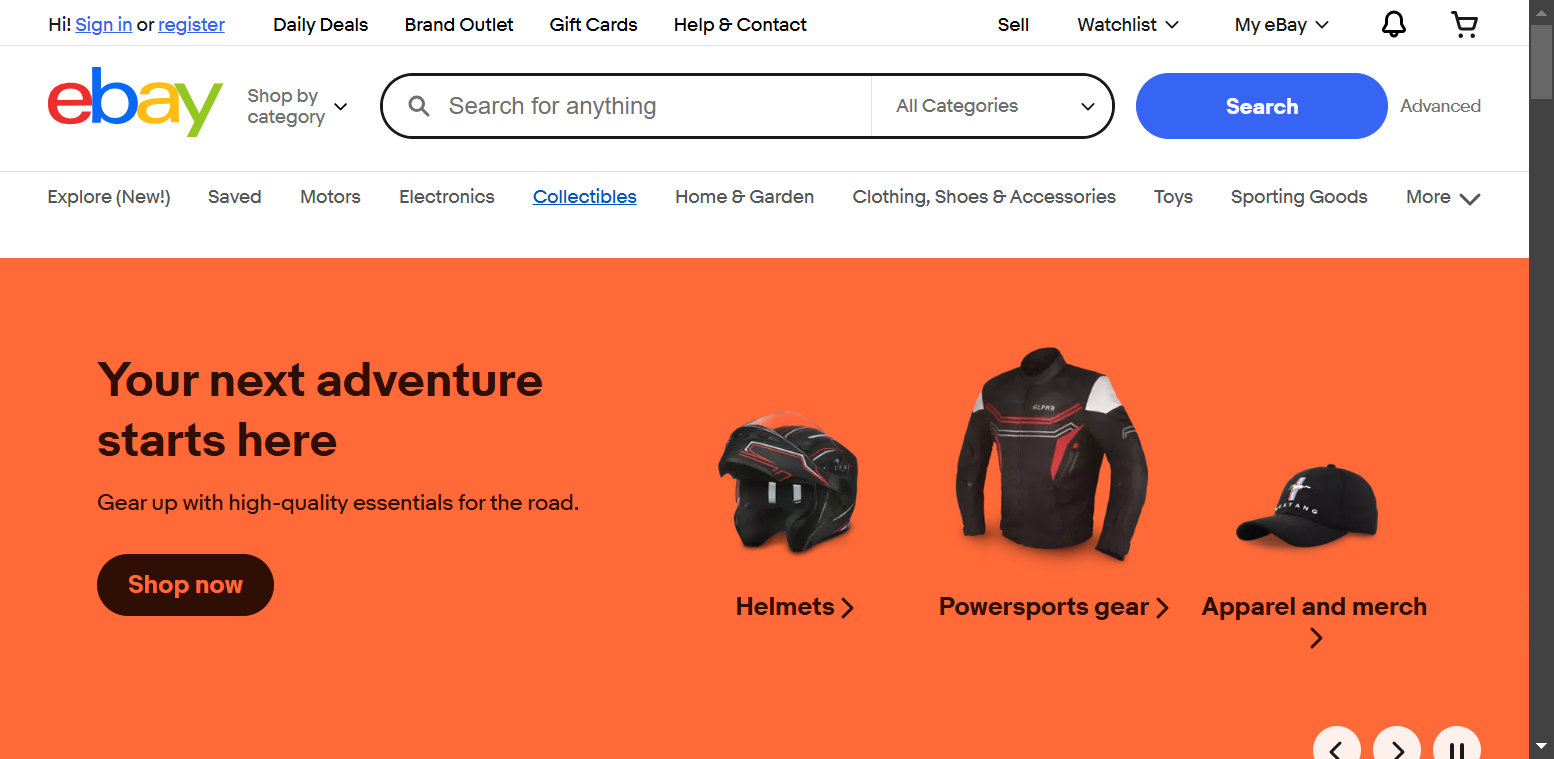 Hi! Sign in or register Daily Deals Brand Outlet Gift Cards Help & Contact Sell Watchlist My eBay
ebay
Shop by
category
Search for anything
All Categories
Search
Advanced
Explore (New!) Saved Motors Electronics Collectibles Home & Garden Clothing, Shoes & Accessories Toys Sporting Goods More
Your next adventure
starts here
Gear up with high-quality essentials for the road.
Shop now
ALPHA
Helmets
Powersports gear
Apparel and merch